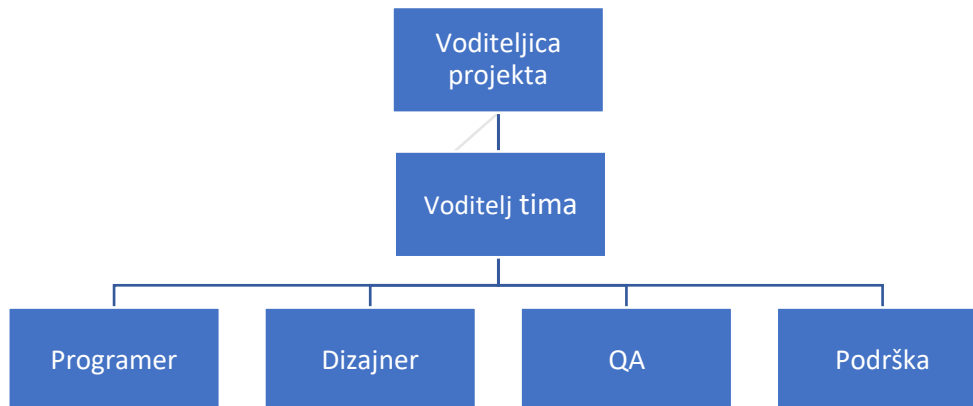 Voditeljica
projekta
Voditelj tima
Programer
Dizajner
QA
Podrška